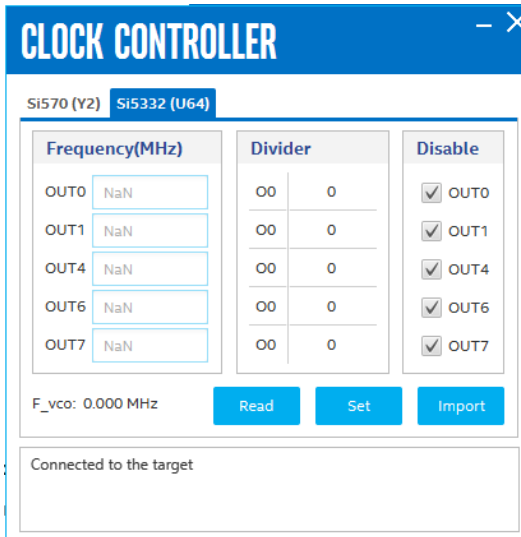 CLOCK CONTROLLER
Si570 (Y2) Si5332 (U64)
Frequency(MHz) Divider Disable
OUT0 NaN O0 0 OUT0
OUT1 NaN O0 0 OUT1
OUT4 NaN O0 0 OUT4
OUT6 NaN O0 0 OUT6
OUT7 NaN O0 0 OUT7
F_vco: 0.000 MHz Read Set Import
Connected to the target